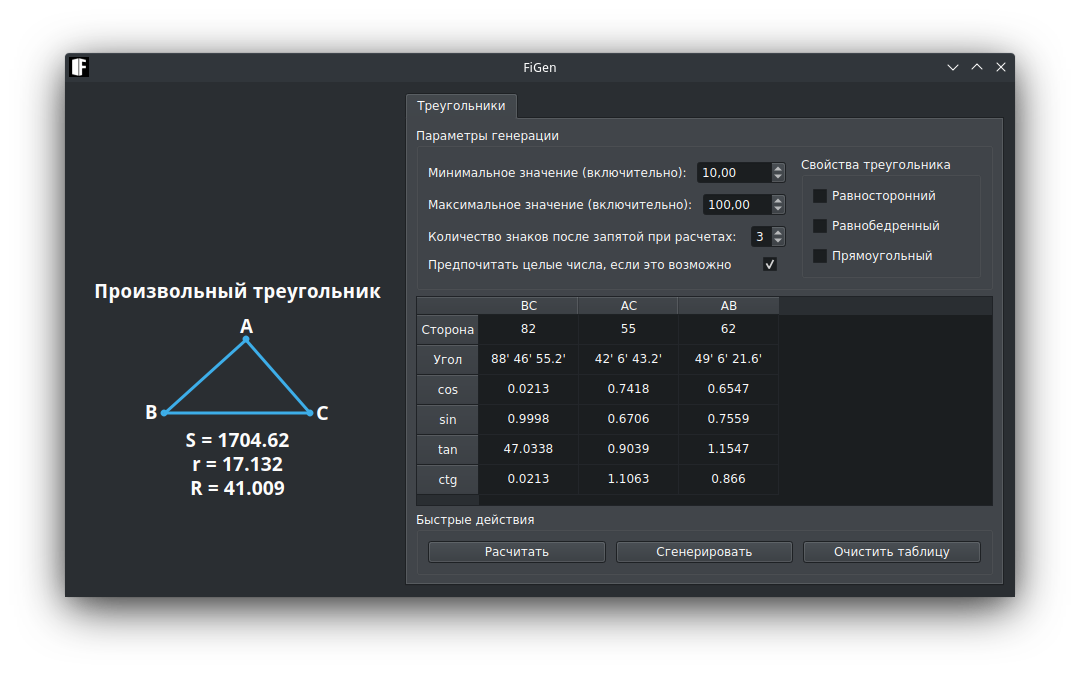 F
FiGen
Произвольный треугольник
A
B
C
S = 1704.62
r = 17.132
R = 41.009
Треугольники
Параметры генерации
Минимальное значение (включительно): 10,00
Максимальное значение (включительно): 100,00
Количество знаков после запятой при расчетах: 3
Предпочитать целые числа, если это возможно
Свойства треугольника
Равносторонний
Равнобедренный
Прямоугольный
BC AC AB
Сторона 82 55 62
Угол 88' 46' 55.2' 42' 6' 43.2' 49' 6' 21.6'
cos 0.0213 0.7418 0.6547
sin 0.9998 0.6706 0.7559
tan 47.0338 0.9039 1.1547
ctg 0.0213 1.1063 0.866
Быстрые действия
Расчитать Сгенерировать Очистить таблицу